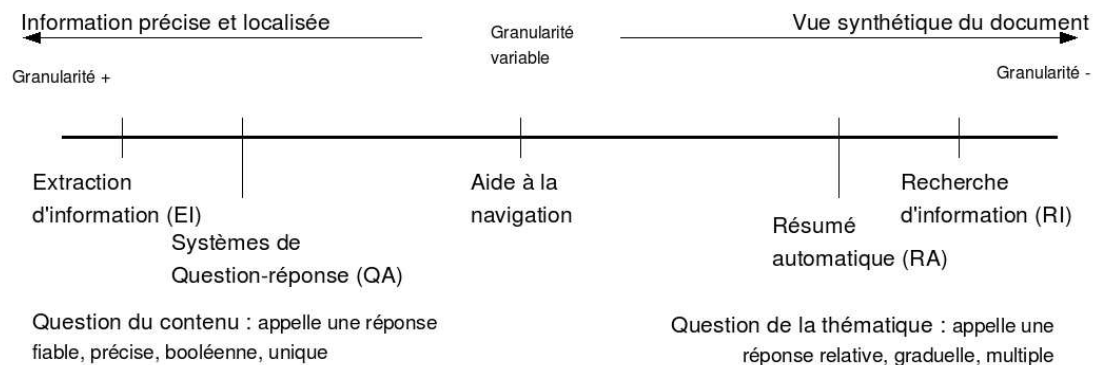 Information précise et localisée
Vue synthétique du document
Granularité
variable
Granularité +
Granularité -
Extraction
d'information (EI)
Systèmes de
Question-réponse (QA)
Aide à la
navigation
Résumé
automatique (RA)
Recherche
d'information (RI)
Question du contenu : appelle une réponse
fiable, précise, booléenne, unique
Question de la thématique : appelle une
réponse relative, graduelle, multiple